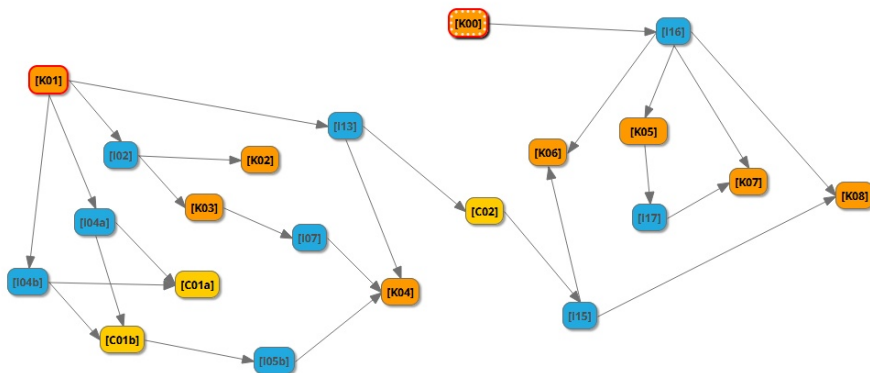 [K00]
[I16]
[K01]
[I13]
[K05]
[I02]
[K02]
[K06]
[K07]
[K08]
[K03]
[C02]
[I04a]
[I17]
[I07]
[I04b]
[C01a]
[K04]
[I15]
[C01b]
[I05b]